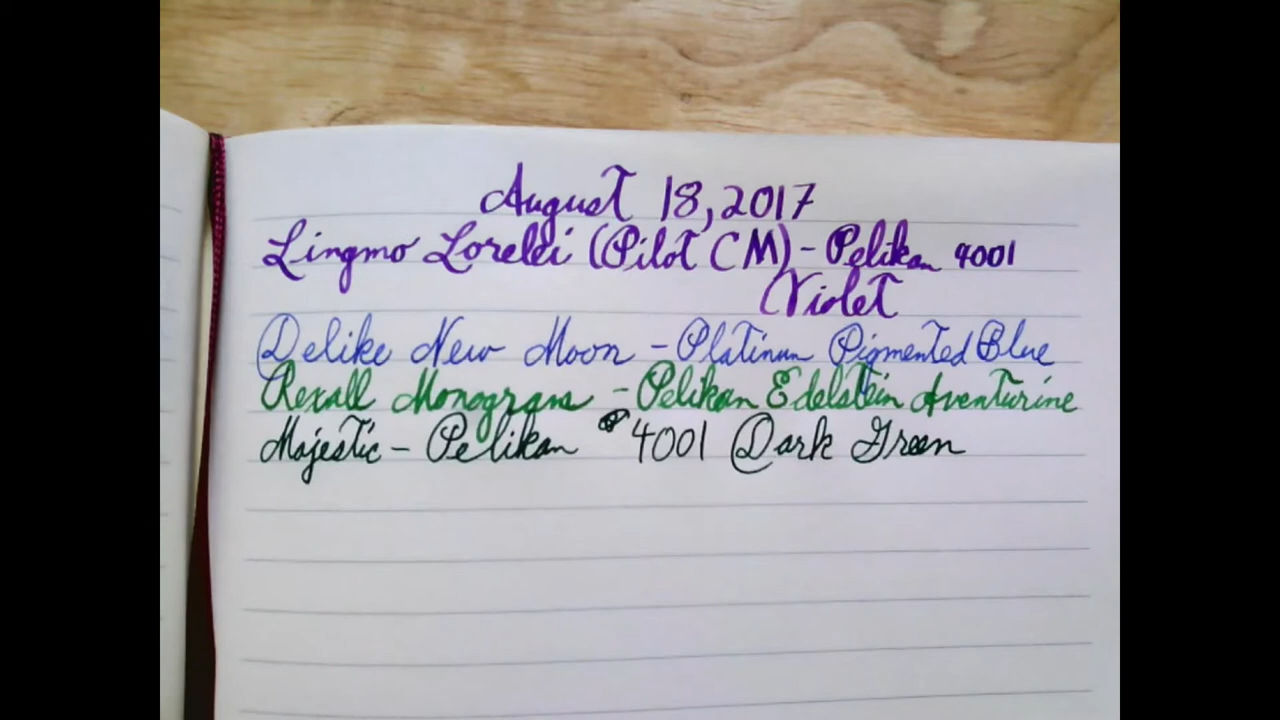 August 18, 2017
Lingmo Lorelei (Pilot CM) - Pelikan 4001
Violet
Delike New Moon - Platinum Pigmented Blue
Rexall Monogram - Pelikan Edelstein Aventurine
Majestic - Pelikan 4001 Dark Green